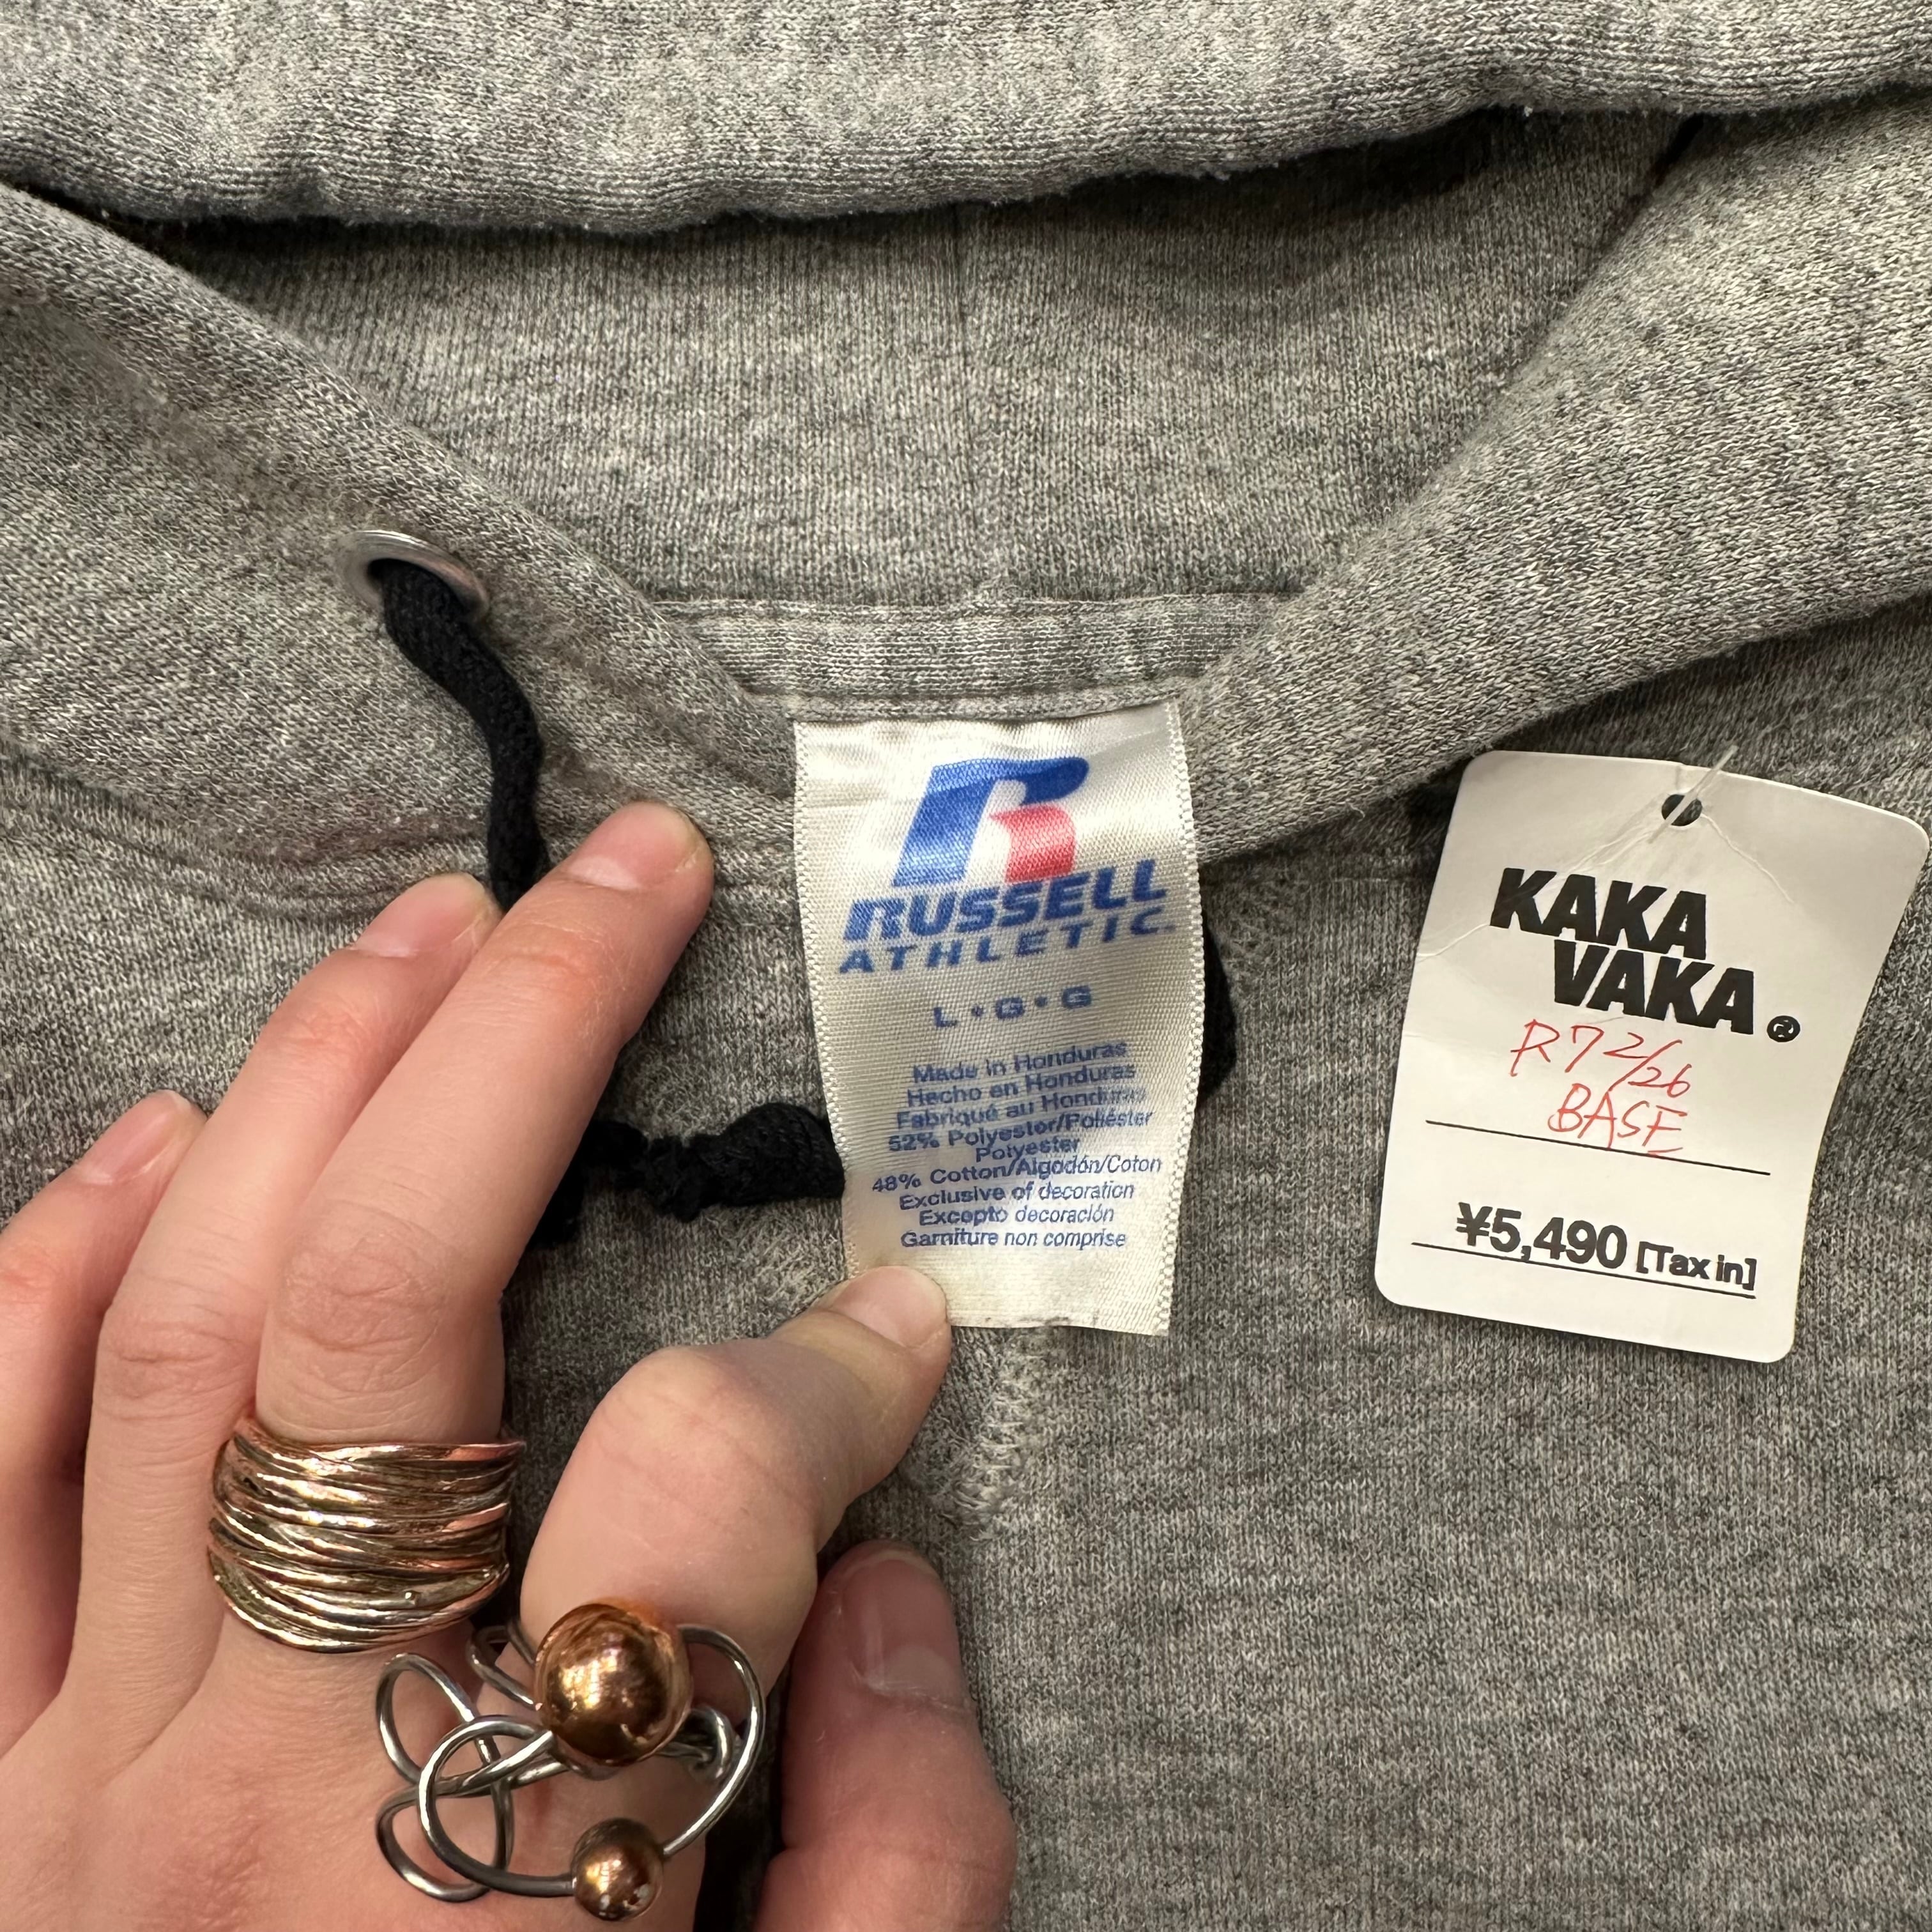 RUSSELL
ATHLETIC.
L•G•G
Made in Honduras
Hecho en Honduras
Fabriqué au Honduras
52% Polyester/Poliéster
Polyester
48% Cotton/Algodón/Coton
Exclusive of decoration
Excepto decoración
Garniture non comprise
KAKA
VAKA
R7 2/26
BASE
¥5,490 [Tax in]